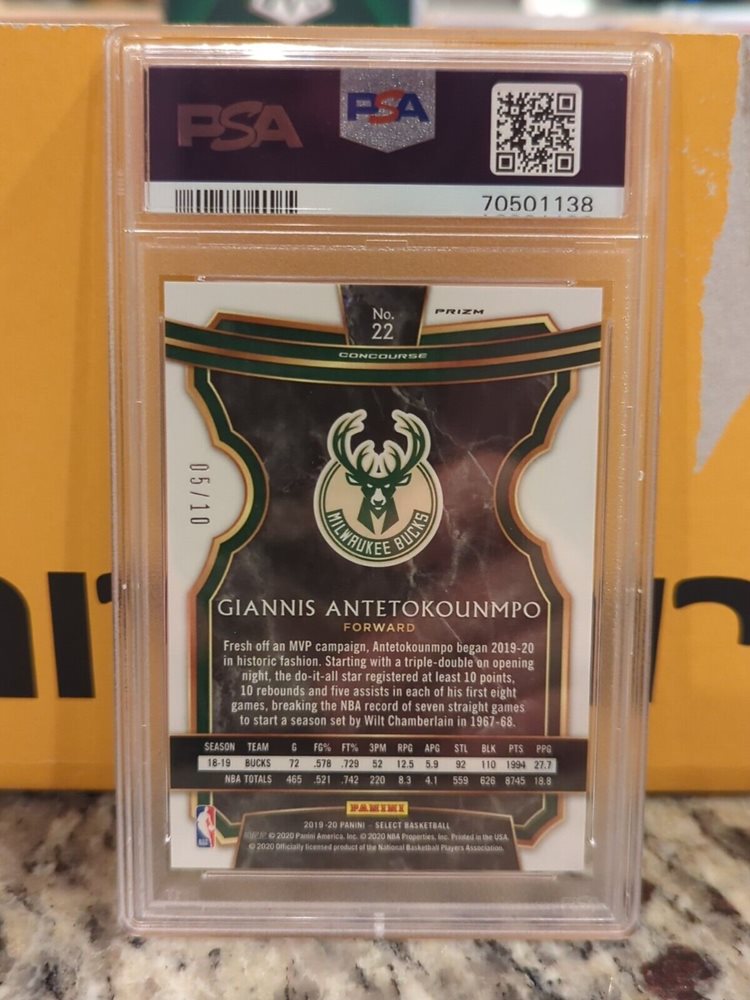 PSA
PSA
70501138
No.
22
PRIZM
CONCOURSE
05/10
MILWAUKEE BUCKS
GIANNIS ANTETOKOUNMPO
FORWARD
Fresh off an MVP campaign, Antetokounmpo began 2019-20
in historic fashion. Starting with a triple-double on opening
night, the do-it-all star registered at least 10 points,
10 rebounds and five assists in each of his first eight
games, breaking the NBA record of seven straight games
to start a season set by Wilt Chamberlain in 1967-68.
SEASON TEAM G FG% FT% 3PM RPG APG STL BLK PTS PPG
18-19 BUCKS 72 .578 .729 52 12.5 5.9 92 110 1994 27.7
NBA TOTALS 465 .521 .742 220 8.3 4.1 559 626 8745 18.8
PANINI
2019-20 PANINI – SELECT BASKETBALL
© 2020 Panini America, Inc. © 2020 NBA Properties, Inc. Printed in the USA.
© 2020 Officially licensed product of the National Basketball Players Association.